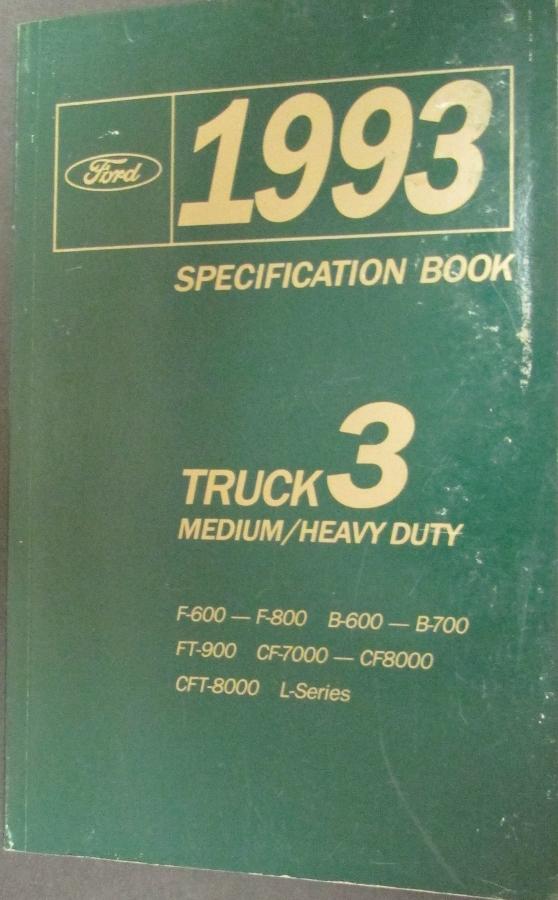 Ford
1993
SPECIFICATION BOOK
TRUCK 3
MEDIUM/HEAVY DUTY
F-600 — F-800 B-600 — B-700
FT-900 CF-7000 — CF8000
CFT-8000 L-Series